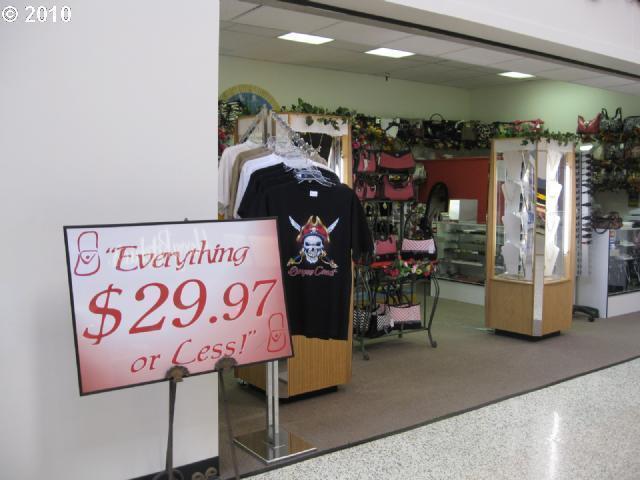 © 2010
"Everything
$29.97
or Less!"